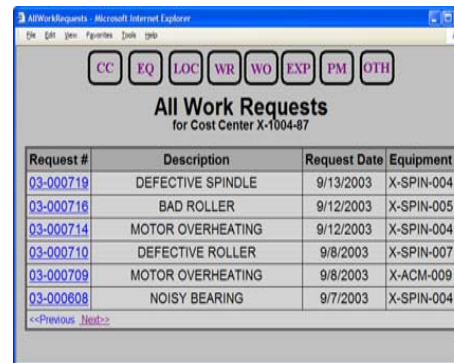 AllWorkRequests - Microsoft Internet Explorer
File Edit View Favorites Tools Help
CC EQ LOC WR WO EXP PM OTH
All Work Requests
for Cost Center X-1004-87
Request # Description Request Date Equipment
03-000719 DEFECTIVE SPINDLE 9/13/2003 X-SPIN-004
03-000716 BAD ROLLER 9/12/2003 X-SPIN-005
03-000714 MOTOR OVERHEATING 9/12/2003 X-SPIN-004
03-000710 DEFECTIVE ROLLER 9/8/2003 X-SPIN-007
03-000709 MOTOR OVERHEATING 9/8/2003 X-ACM-009
03-000608 NOISY BEARING 9/7/2003 X-SPIN-004
<<Previous Next>>